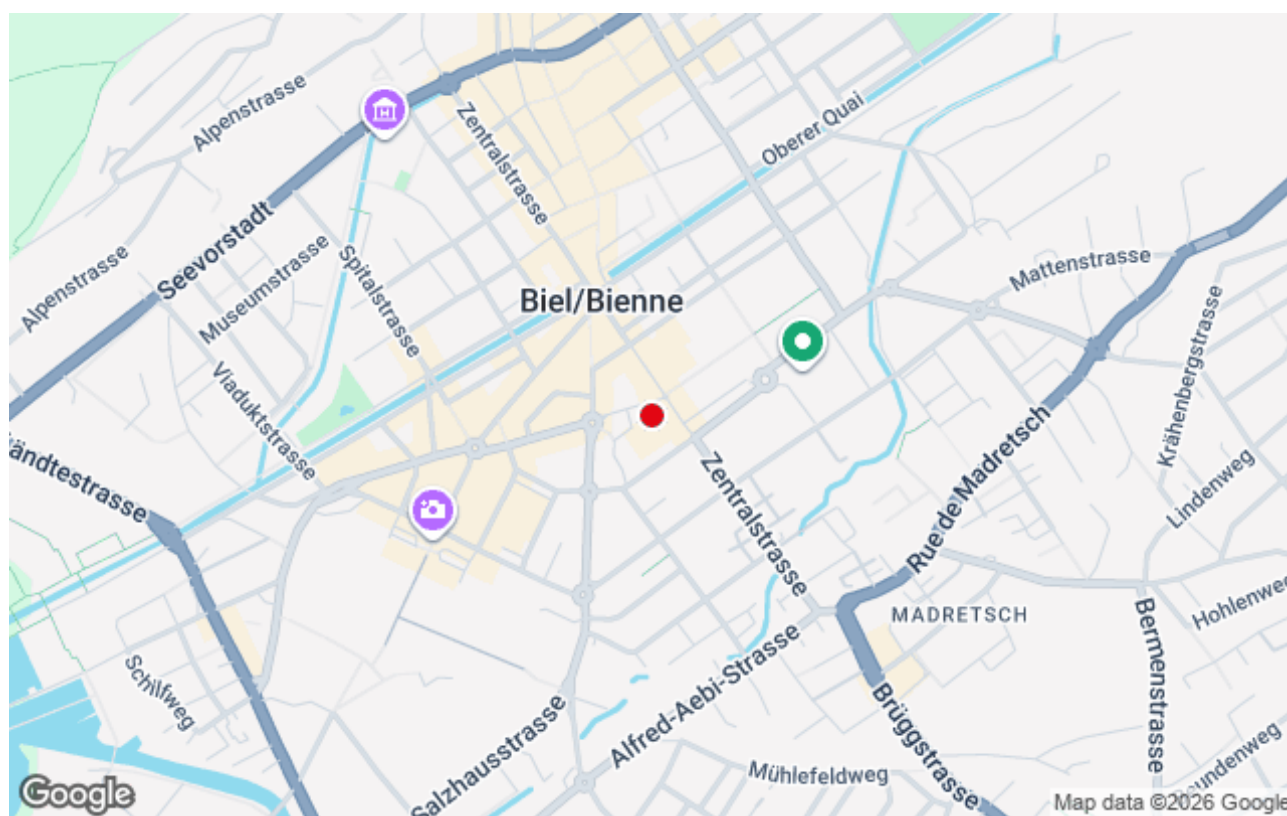 Alpenstrasse
Zentralstrasse
Oberer Quai
Seevorstadt
Alpenstrasse
Museumstrasse
Spitalstrasse
Viaduktstrasse
Biel/Bienne
Mattenstrasse
Krähenbergstrasse
Lindenweg
Rue de Madretsch
ändtestrasse
Zentralstrasse
MADRETSCH
Hohlenweg
Bermenstrasse
Schilfweg
Salzhausstrasse
Alfred-Aebi-Strasse
Brüggstrasse
Mühlefeldweg
eundenweg
Google
Map data ©2026 Google